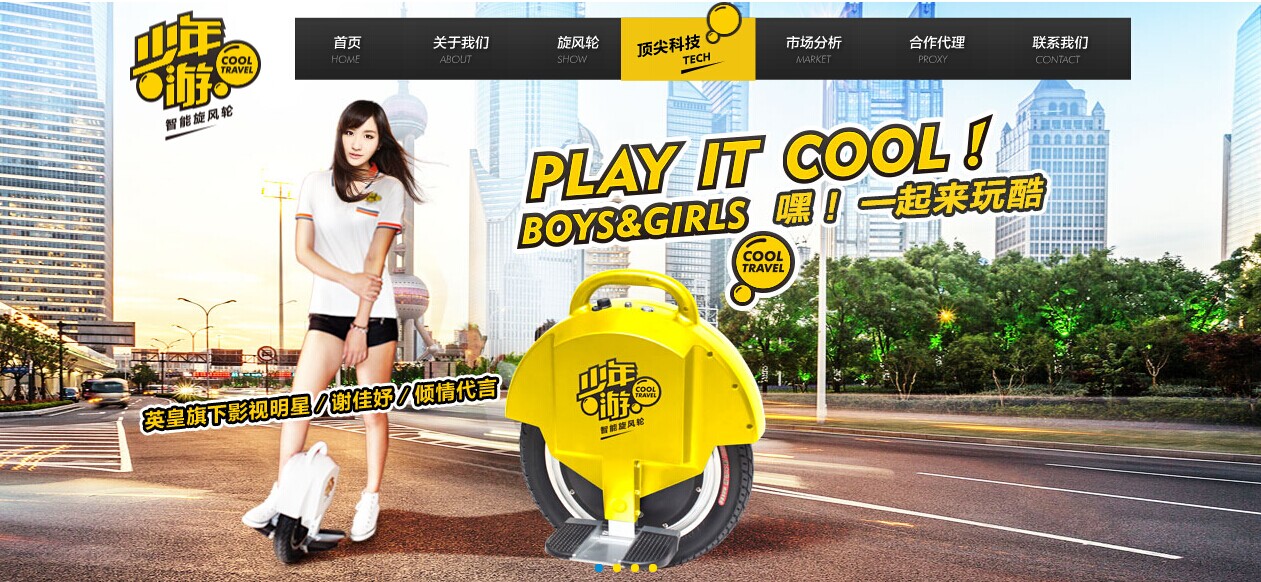 少年游
COOL
TRAVEL
智能旋风轮
首页
HOME
关于我们
ABOUT
旋风轮
SHOW
顶尖科技
TECH
市场分析
MARKET
合作代理
PROXY
联系我们
CONTACT
PLAY IT COOL!
BOYS&GIRLS 嘿！一起来玩酷
COOL
TRAVEL
英皇旗下影视明星/谢佳妤/倾情代言
少年游
COOL
TRAVEL
智能旋风轮